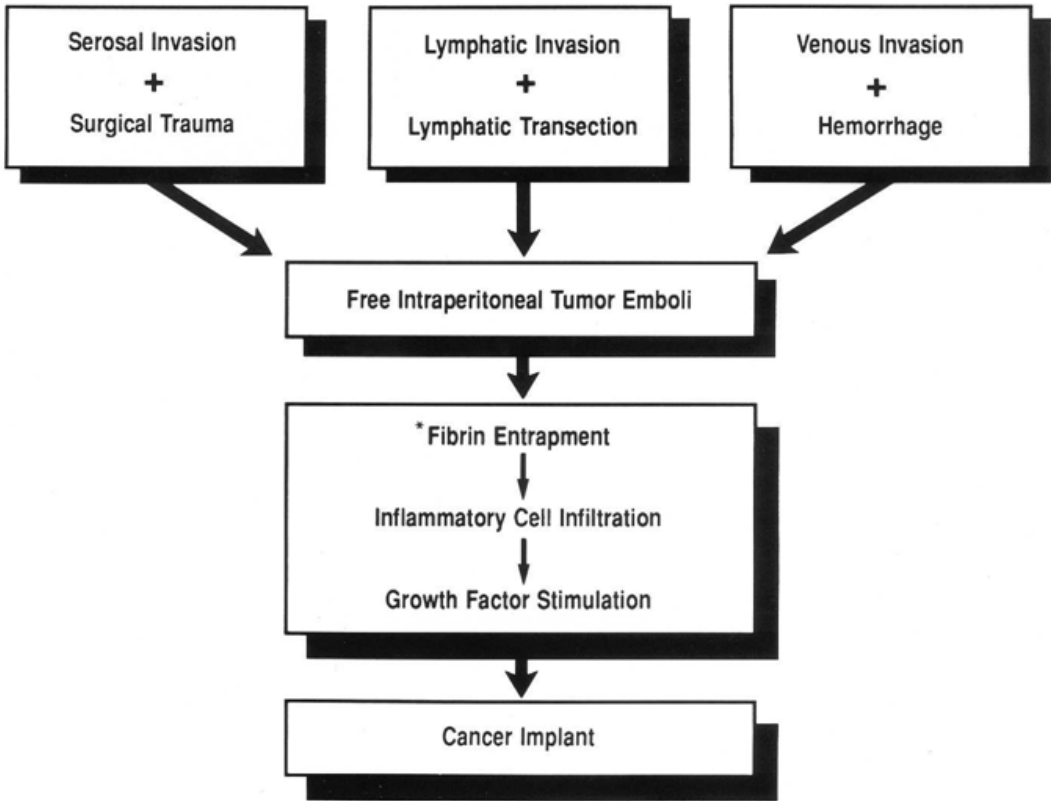 Serosal Invasion
+
Surgical Trauma
Lymphatic Invasion
+
Lymphatic Transection
Venous Invasion
+
Hemorrhage
Free Intraperitoneal Tumor Emboli
*Fibrin Entrapment
Inflammatory Cell Infiltration
Growth Factor Stimulation
Cancer Implant